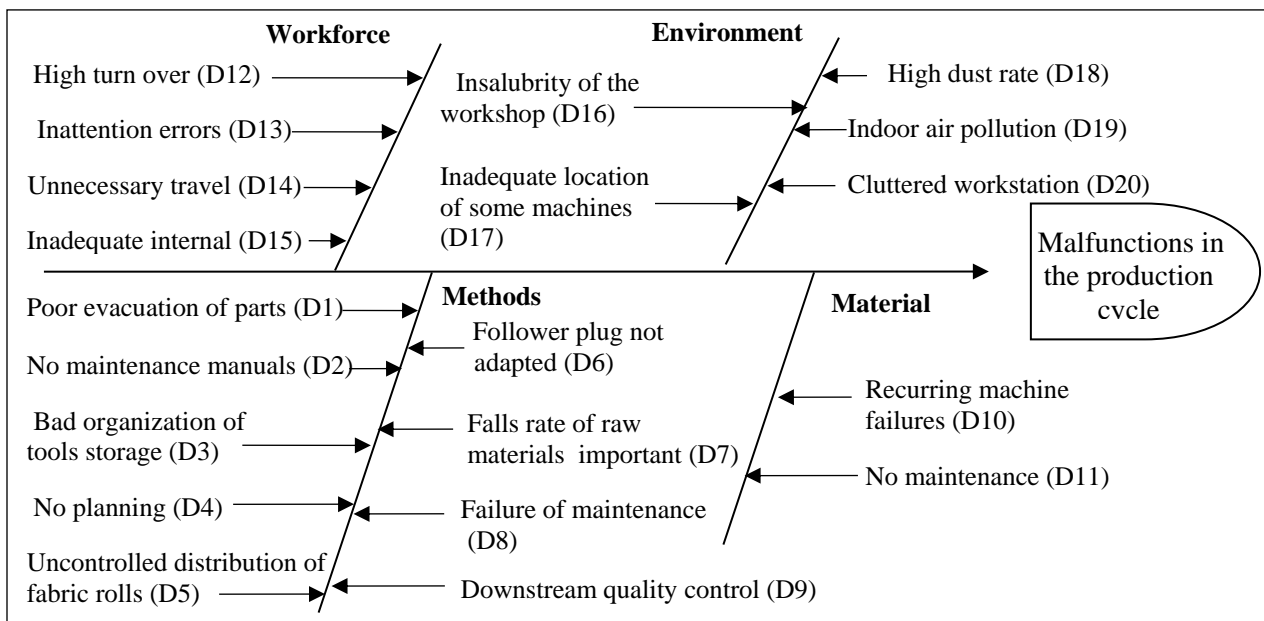 Workforce
High turn over (D12)
Inattention errors (D13)
Unnecessary travel (D14)
Inadequate internal (D15)
Environment
Insalubrity of the
workshop (D16)
Inadequate location
of some machines
(D17)
High dust rate (D18)
Indoor air pollution (D19)
Cluttered workstation (D20)
Malfunctions in
the production
cvcle
Methods
Poor evacuation of parts (D1)
No maintenance manuals (D2)
Bad organization of
tools storage (D3)
No planning (D4)
Uncontrolled distribution of
fabric rolls (D5)
Follower plug not
adapted (D6)
Falls rate of raw
materials important (D7)
Failure of maintenance
(D8)
Downstream quality control (D9)
Material
Recurring machine
failures (D10)
No maintenance (D11)